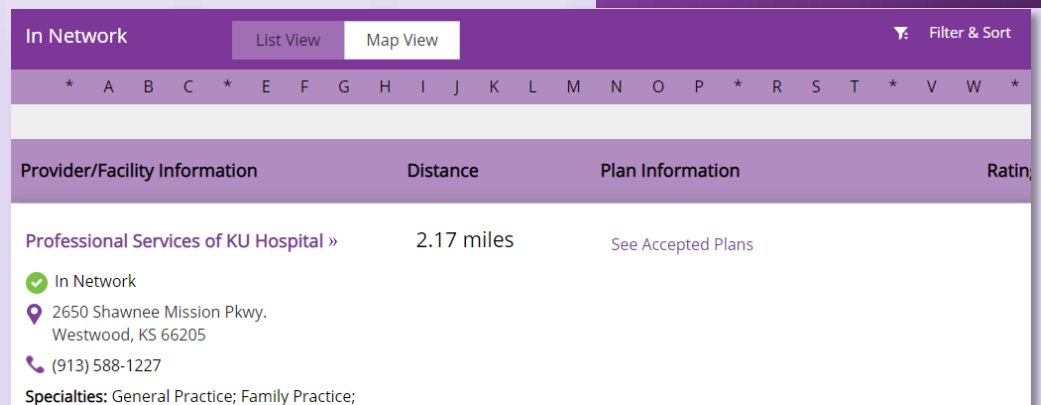 In Network List View Map View Filter & Sort
* A B C * E F G H I J K L M N O P * R S T * V W *
Provider/Facility Information Distance Plan Information Rating
Professional Services of KU Hospital » 2.17 miles See Accepted Plans
In Network
2650 Shawnee Mission Pkwy.
Westwood, KS 66205
(913) 588-1227
Specialties: General Practice; Family Practice;